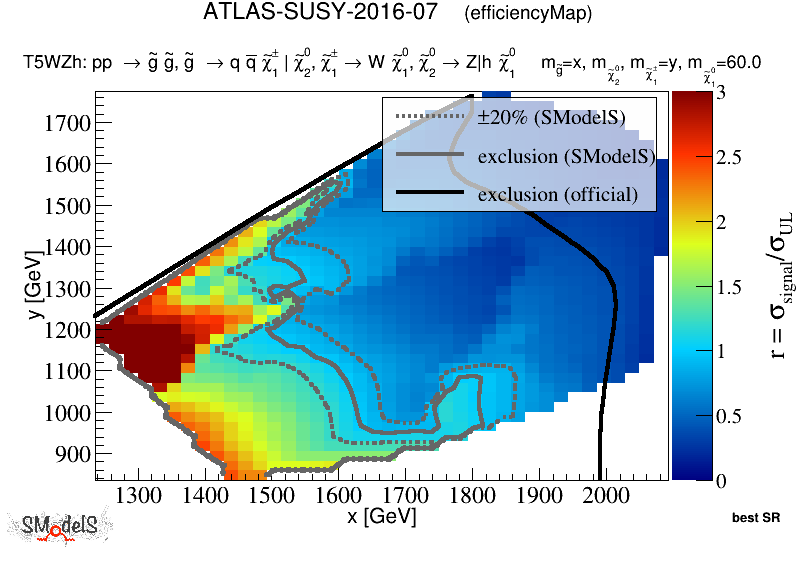 ATLAS-SUSY-2016-07 (efficiencyMap)
T5WZh: pp → g̃ g̃, g̃ → q q̅ χ̃₁^± | χ̃₂⁰, χ̃₁^± → W χ̃₁⁰, χ̃₂⁰ → Z|h χ̃₁⁰ m_g̃=x, m_χ̃₂⁰, m_χ̃₁^±=y, m_χ̃₁⁰=60.0
±20% (SModelS)
exclusion (SModelS)
exclusion (official)
y [GeV]
1700
1600
1500
1400
1300
1200
1100
1000
900
1300 1400 1500 1600 1700 1800 1900 2000
x [GeV]
3
2.5
2
1.5
1
0.5
0
r = σ_signal/σ_UL
SModelS
best SR